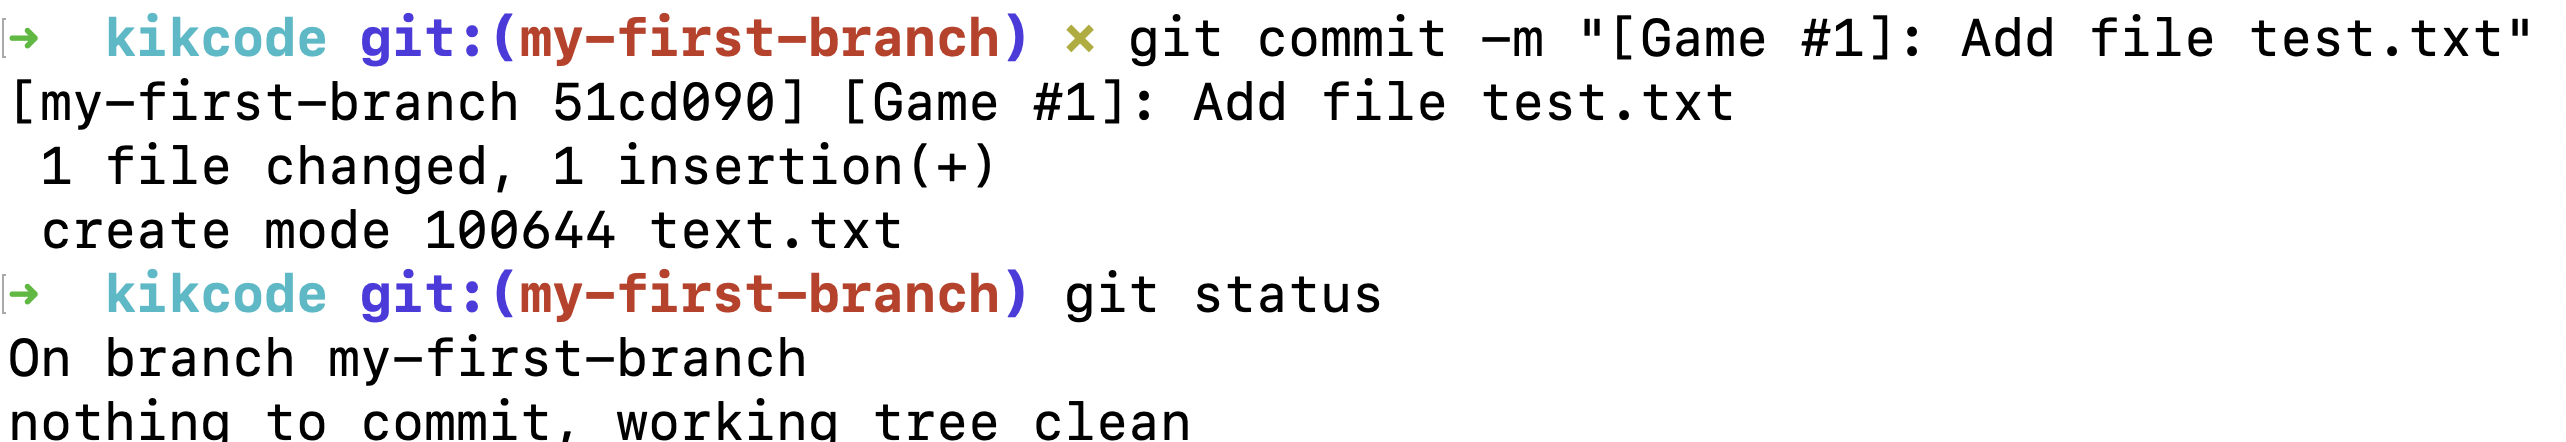 ➜  kikcode git:(my-first-branch) ✗ git commit -m "[Game #1]: Add file test.txt"
[my-first-branch 51cd090] [Game #1]: Add file test.txt
 1 file changed, 1 insertion(+)
 create mode 100644 text.txt
➜  kikcode git:(my-first-branch) git status
On branch my-first-branch
nothing to commit, working tree clean